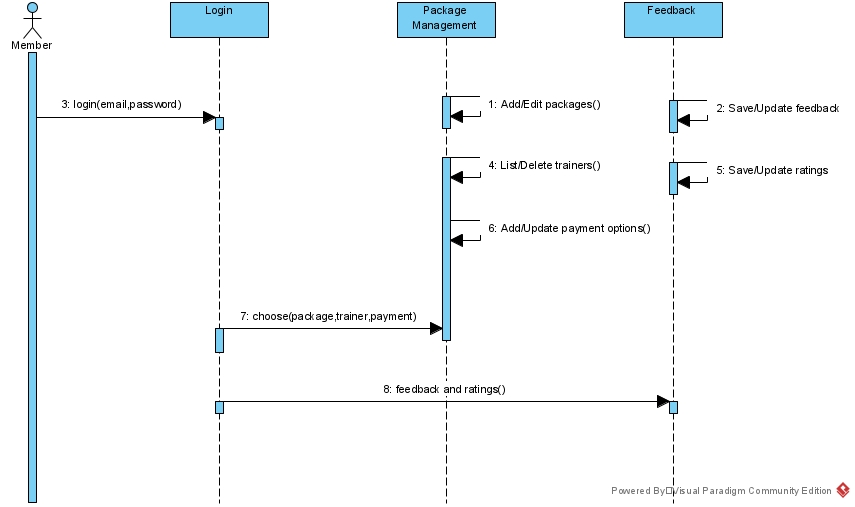 Member
Login
Package
Management
Feedback
3: login(email,password)
1: Add/Edit packages()
2: Save/Update feedback
4: List/Delete trainers()
5: Save/Update ratings
6: Add/Update payment options()
7: choose(package,trainer,payment)
8: feedback and ratings()
Powered By□Visual Paradigm Community Edition